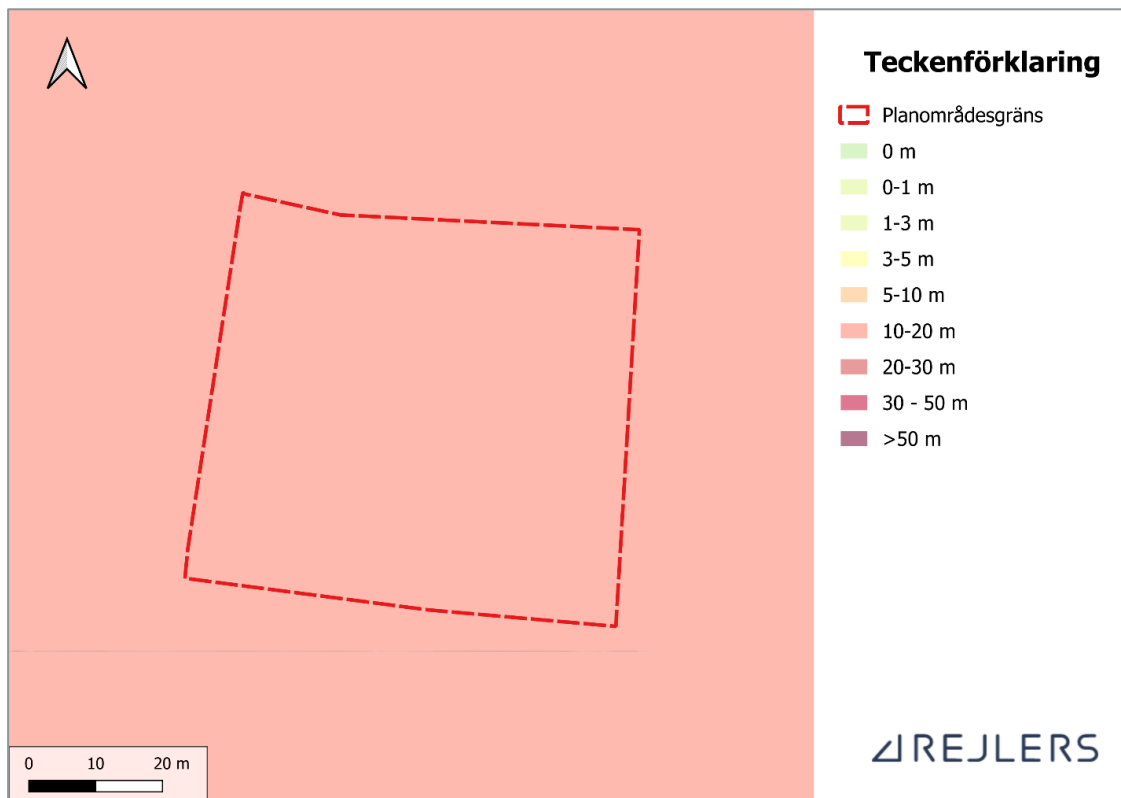 Teckenförklaring
Planområdesgräns
0 m
0-1 m
1-3 m
3-5 m
5-10 m
10-20 m
20-30 m
30 - 50 m
>50 m
0 10 20 m
REJLERS